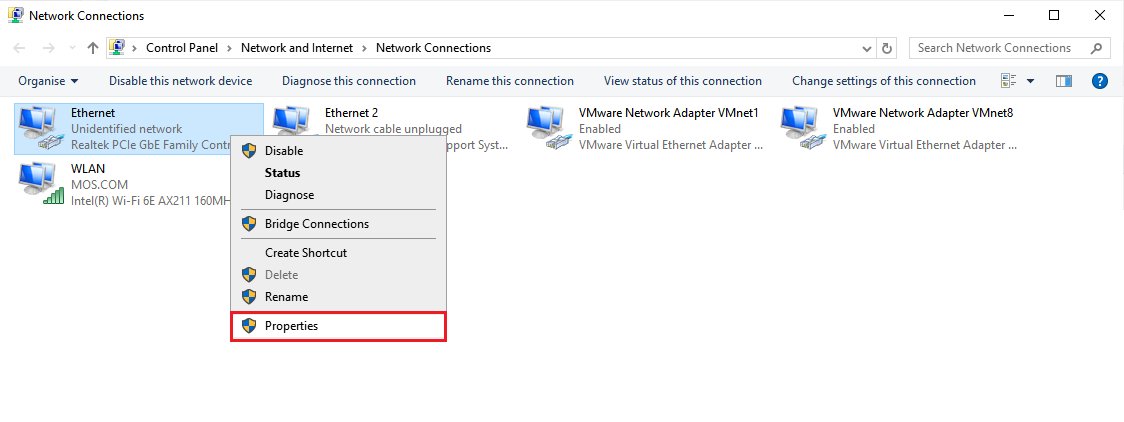 Network Connections
Control Panel Network and Internet Network Connections
Search Network Connections
Organise Disable this network device Diagnose this connection Rename this connection View status of this connection Change settings of this connection
Ethernet
Unidentified network
Realtek PCIe GbE Family Contr
Ethernet 2
Network cable unplugged
upport Syst...
VMware Network Adapter VMnet1
Enabled
VMware Virtual Ethernet Adapter ...
VMware Network Adapter VMnet8
Enabled
VMware Virtual Ethernet Adapter ...
WLAN
MOS.COM
Intel(R) Wi-Fi 6E AX211 160MH
Disable
Status
Diagnose
Bridge Connections
Create Shortcut
Delete
Rename
Properties